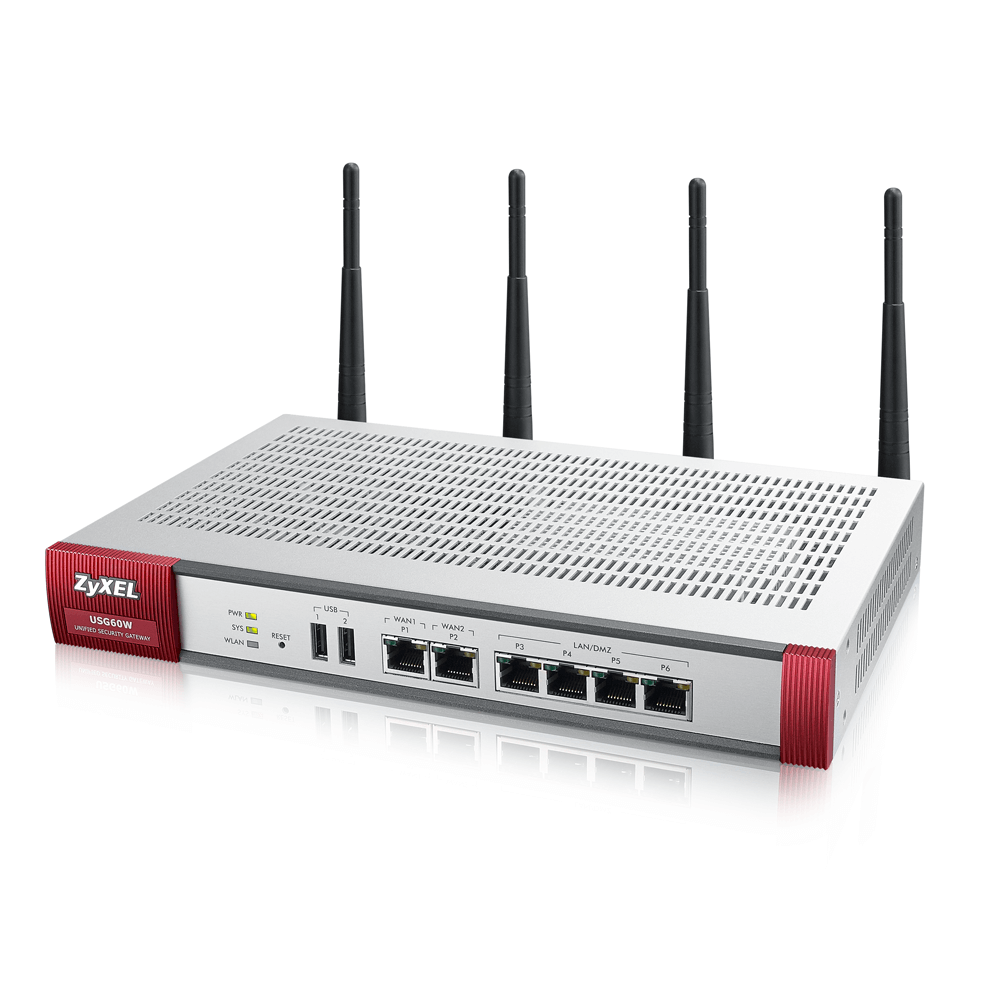 ZyXEL
USG60W
UNIFIED SECURITY GATEWAY
PWR
SYS
WLAN
RESET
USB
1 2
WAN1 WAN2
P1 P2
LAN/DMZ
P3 P4 P5 P6